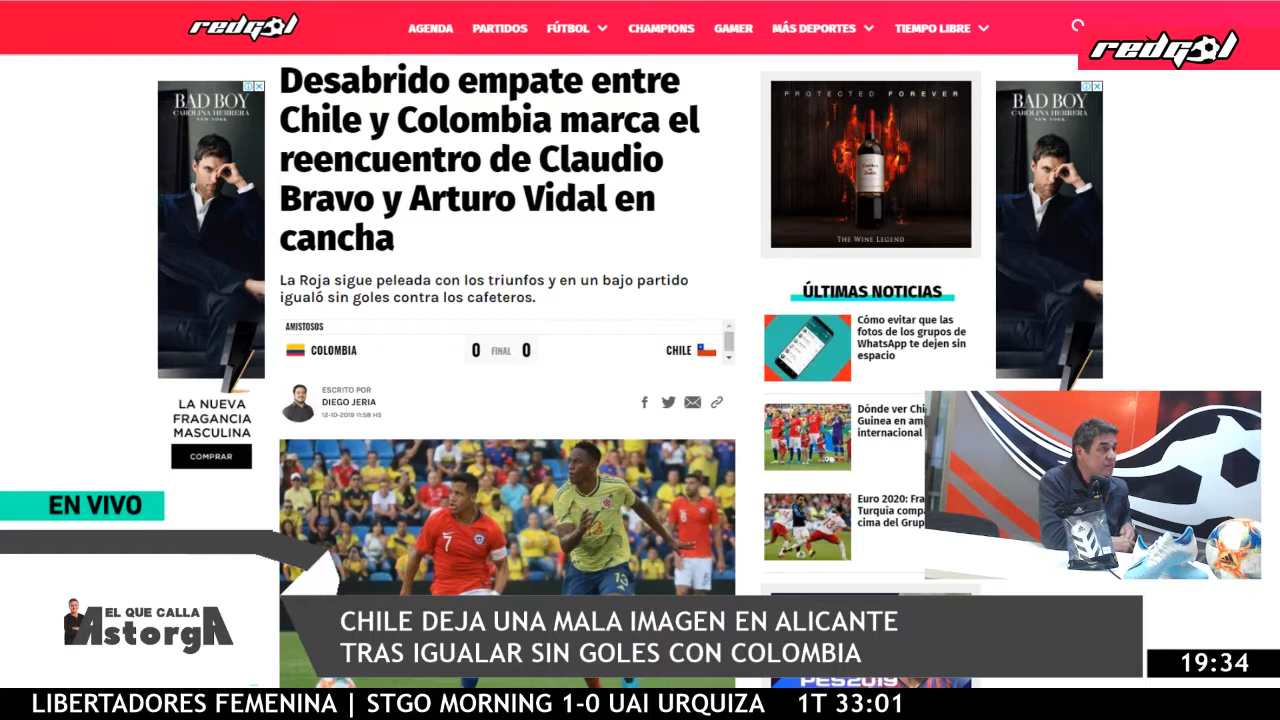 redgol
AGENDA PARTIDOS FÚTBOL CHAMPIONS GAMER MÁS DEPORTES TIEMPO LIBRE
redgol
Desabrido empate entre
Chile y Colombia marca el
reencuentro de Claudio
Bravo y Arturo Vidal en
cancha
La Roja sigue peleada con los triunfos y en un bajo partido
igualó sin goles contra los cafeteros.
AMISTOSOS
COLOMBIA 0 FINAL 0 CHILE
ESCRITO POR
DIEGO JERIA
12-10-2019 11:58 HS
BAD BOY
CAROLINA HERRERA
NEW YORK
LA NUEVA
FRAGANCIA
MASCULINA
COMPRAR
PROTECTED FOREVER
THE WINE LEGEND
BAD BOY
CAROLINA HERRERA
NEW YORK
ÚLTIMAS NOTICIAS
Cómo evitar que las
fotos de los grupos de
WhatsApp te dejen sin
espacio
Dónde ver Chi
Guinea en am
internacional
Euro 2020: Fra
Turquía compa
cima del Grup
7
13
EN VIVO
EL QUE CALLA
AstorgA
CHILE DEJA UNA MALA IMAGEN EN ALICANTE
TRAS IGUALAR SIN GOLES CON COLOMBIA
PES2019
19:34
LIBERTADORES FEMENINA | STGO MORNING 1-0 UAI URQUIZA 1T 33:01